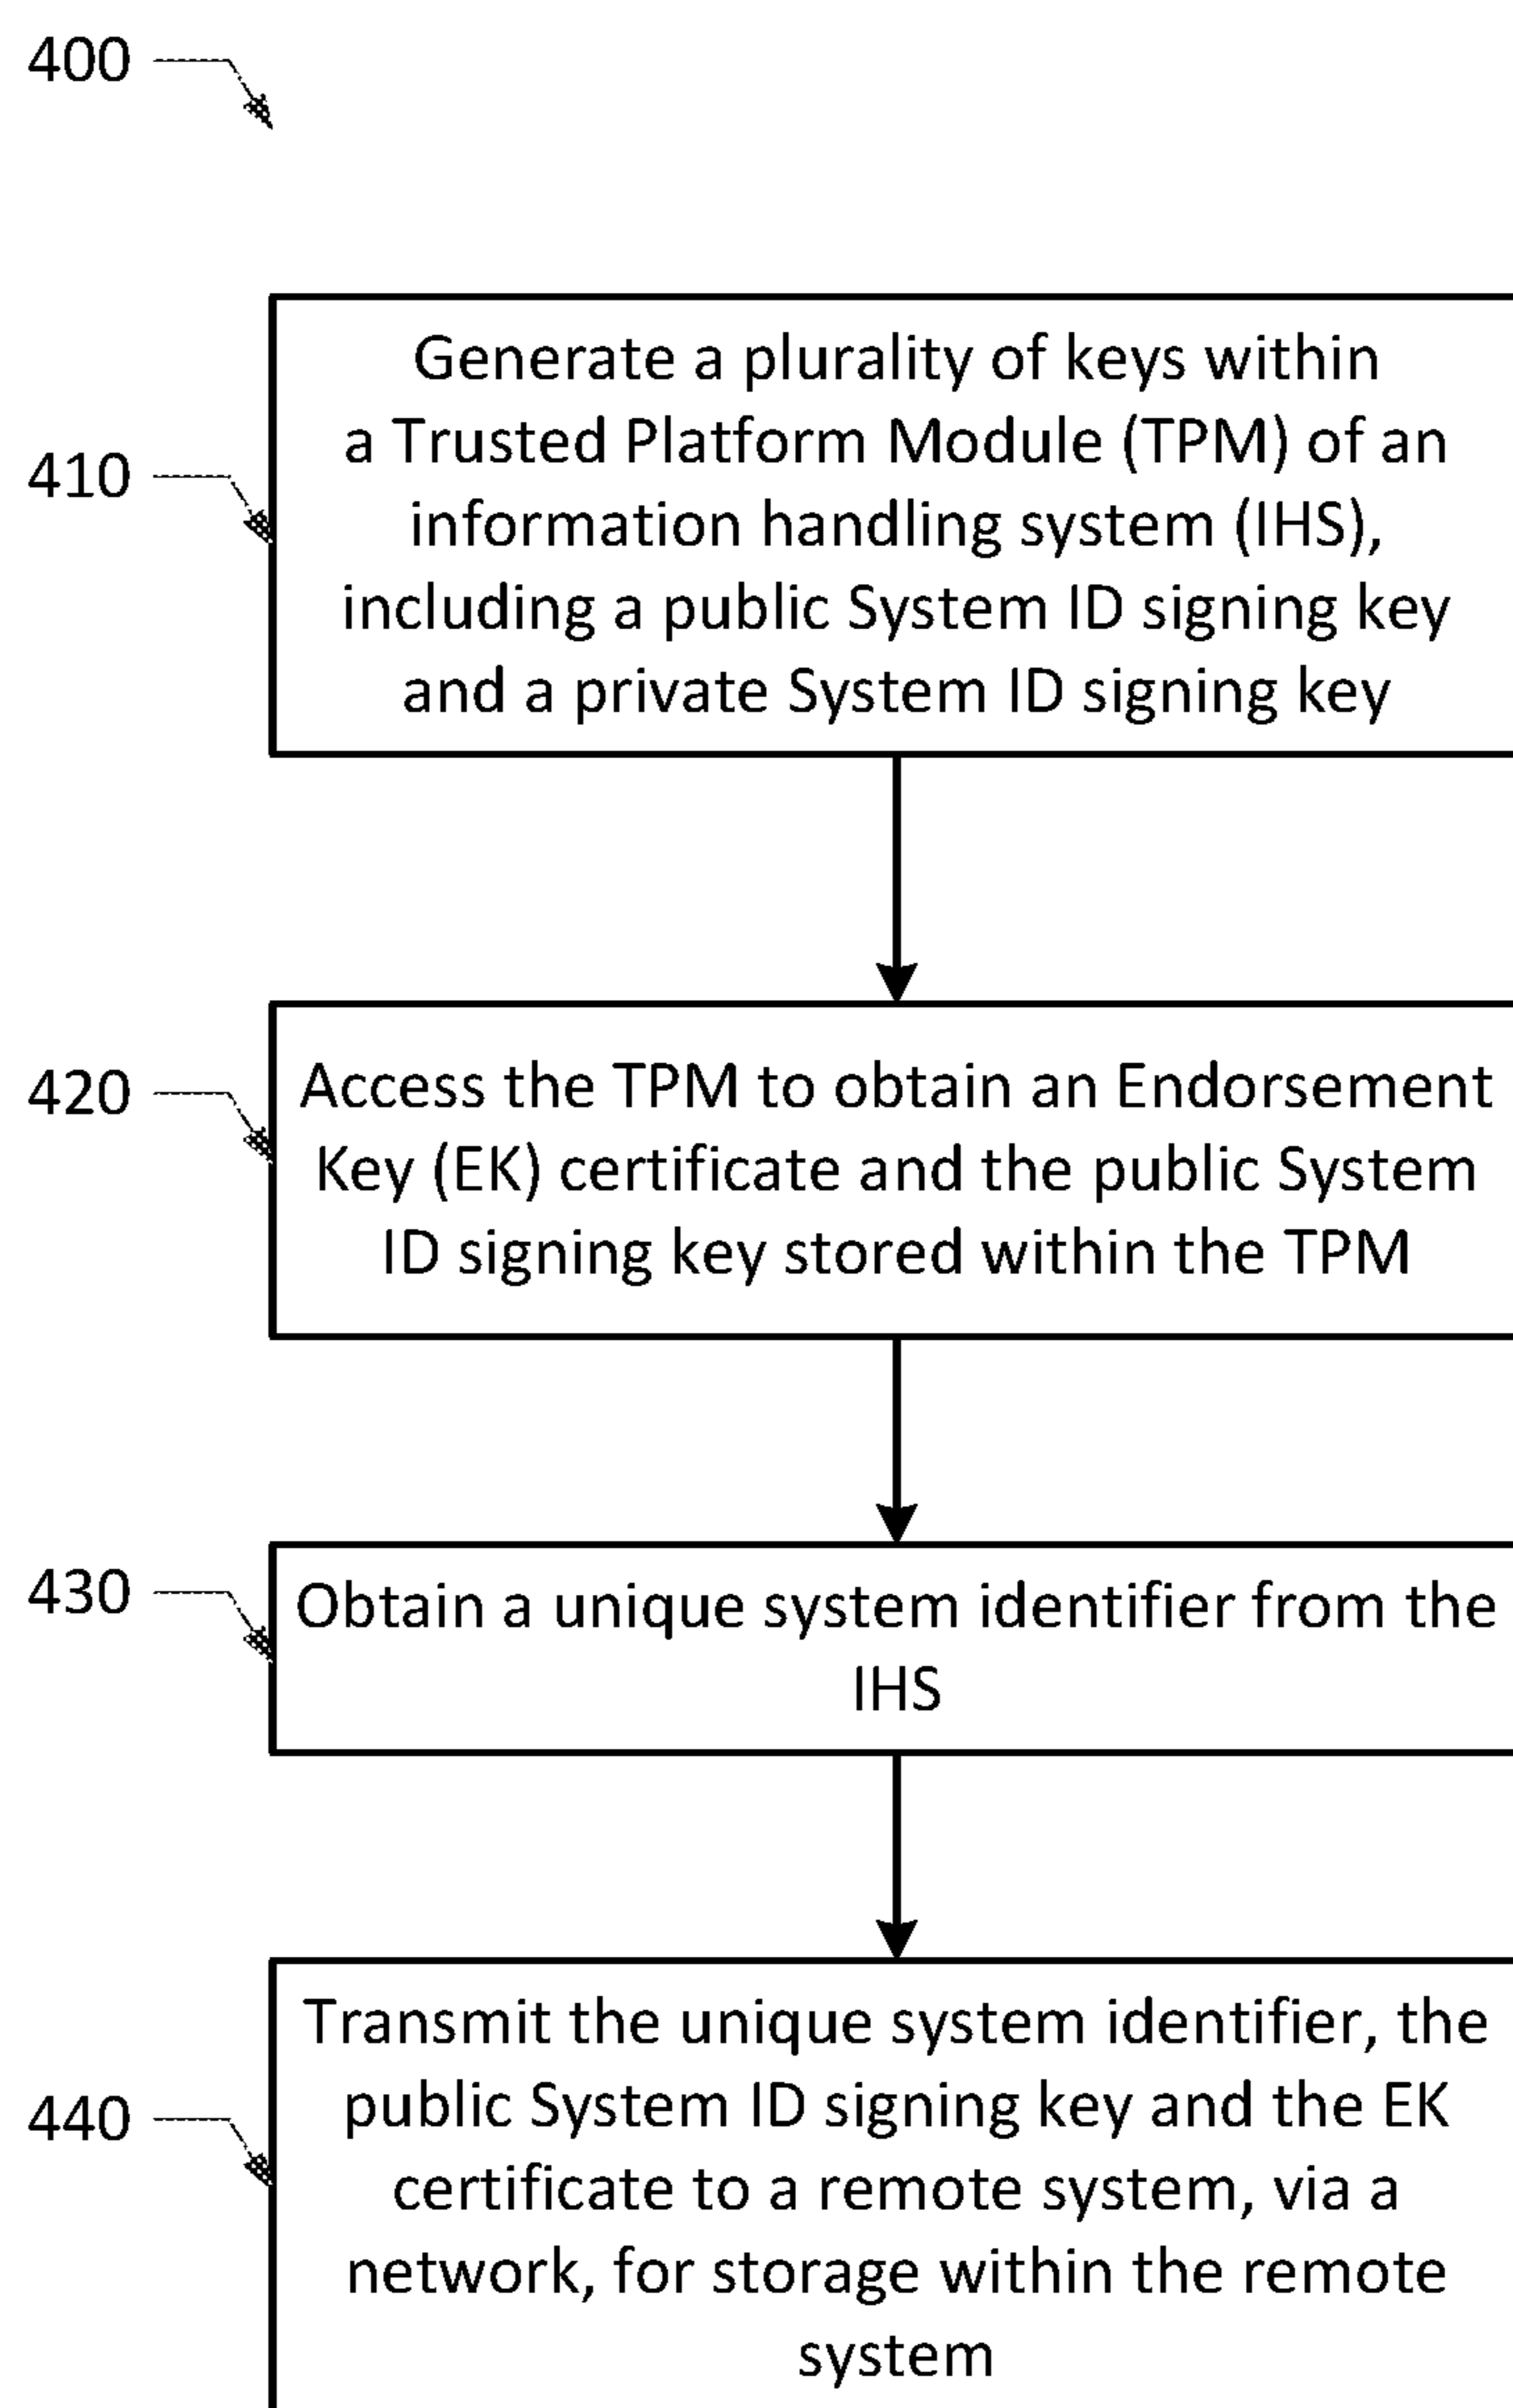 400
410
Generate a plurality of keys within
a Trusted Platform Module (TPM) of an
information handling system (IHS),
including a public System ID signing key
and a private System ID signing key
420
Access the TPM to obtain an Endorsement
Key (EK) certificate and the public System
ID signing key stored within the TPM
430
Obtain a unique system identifier from the
IHS
440
Transmit the unique system identifier, the
public System ID signing key and the EK
certificate to a remote system, via a
network, for storage within the remote
system